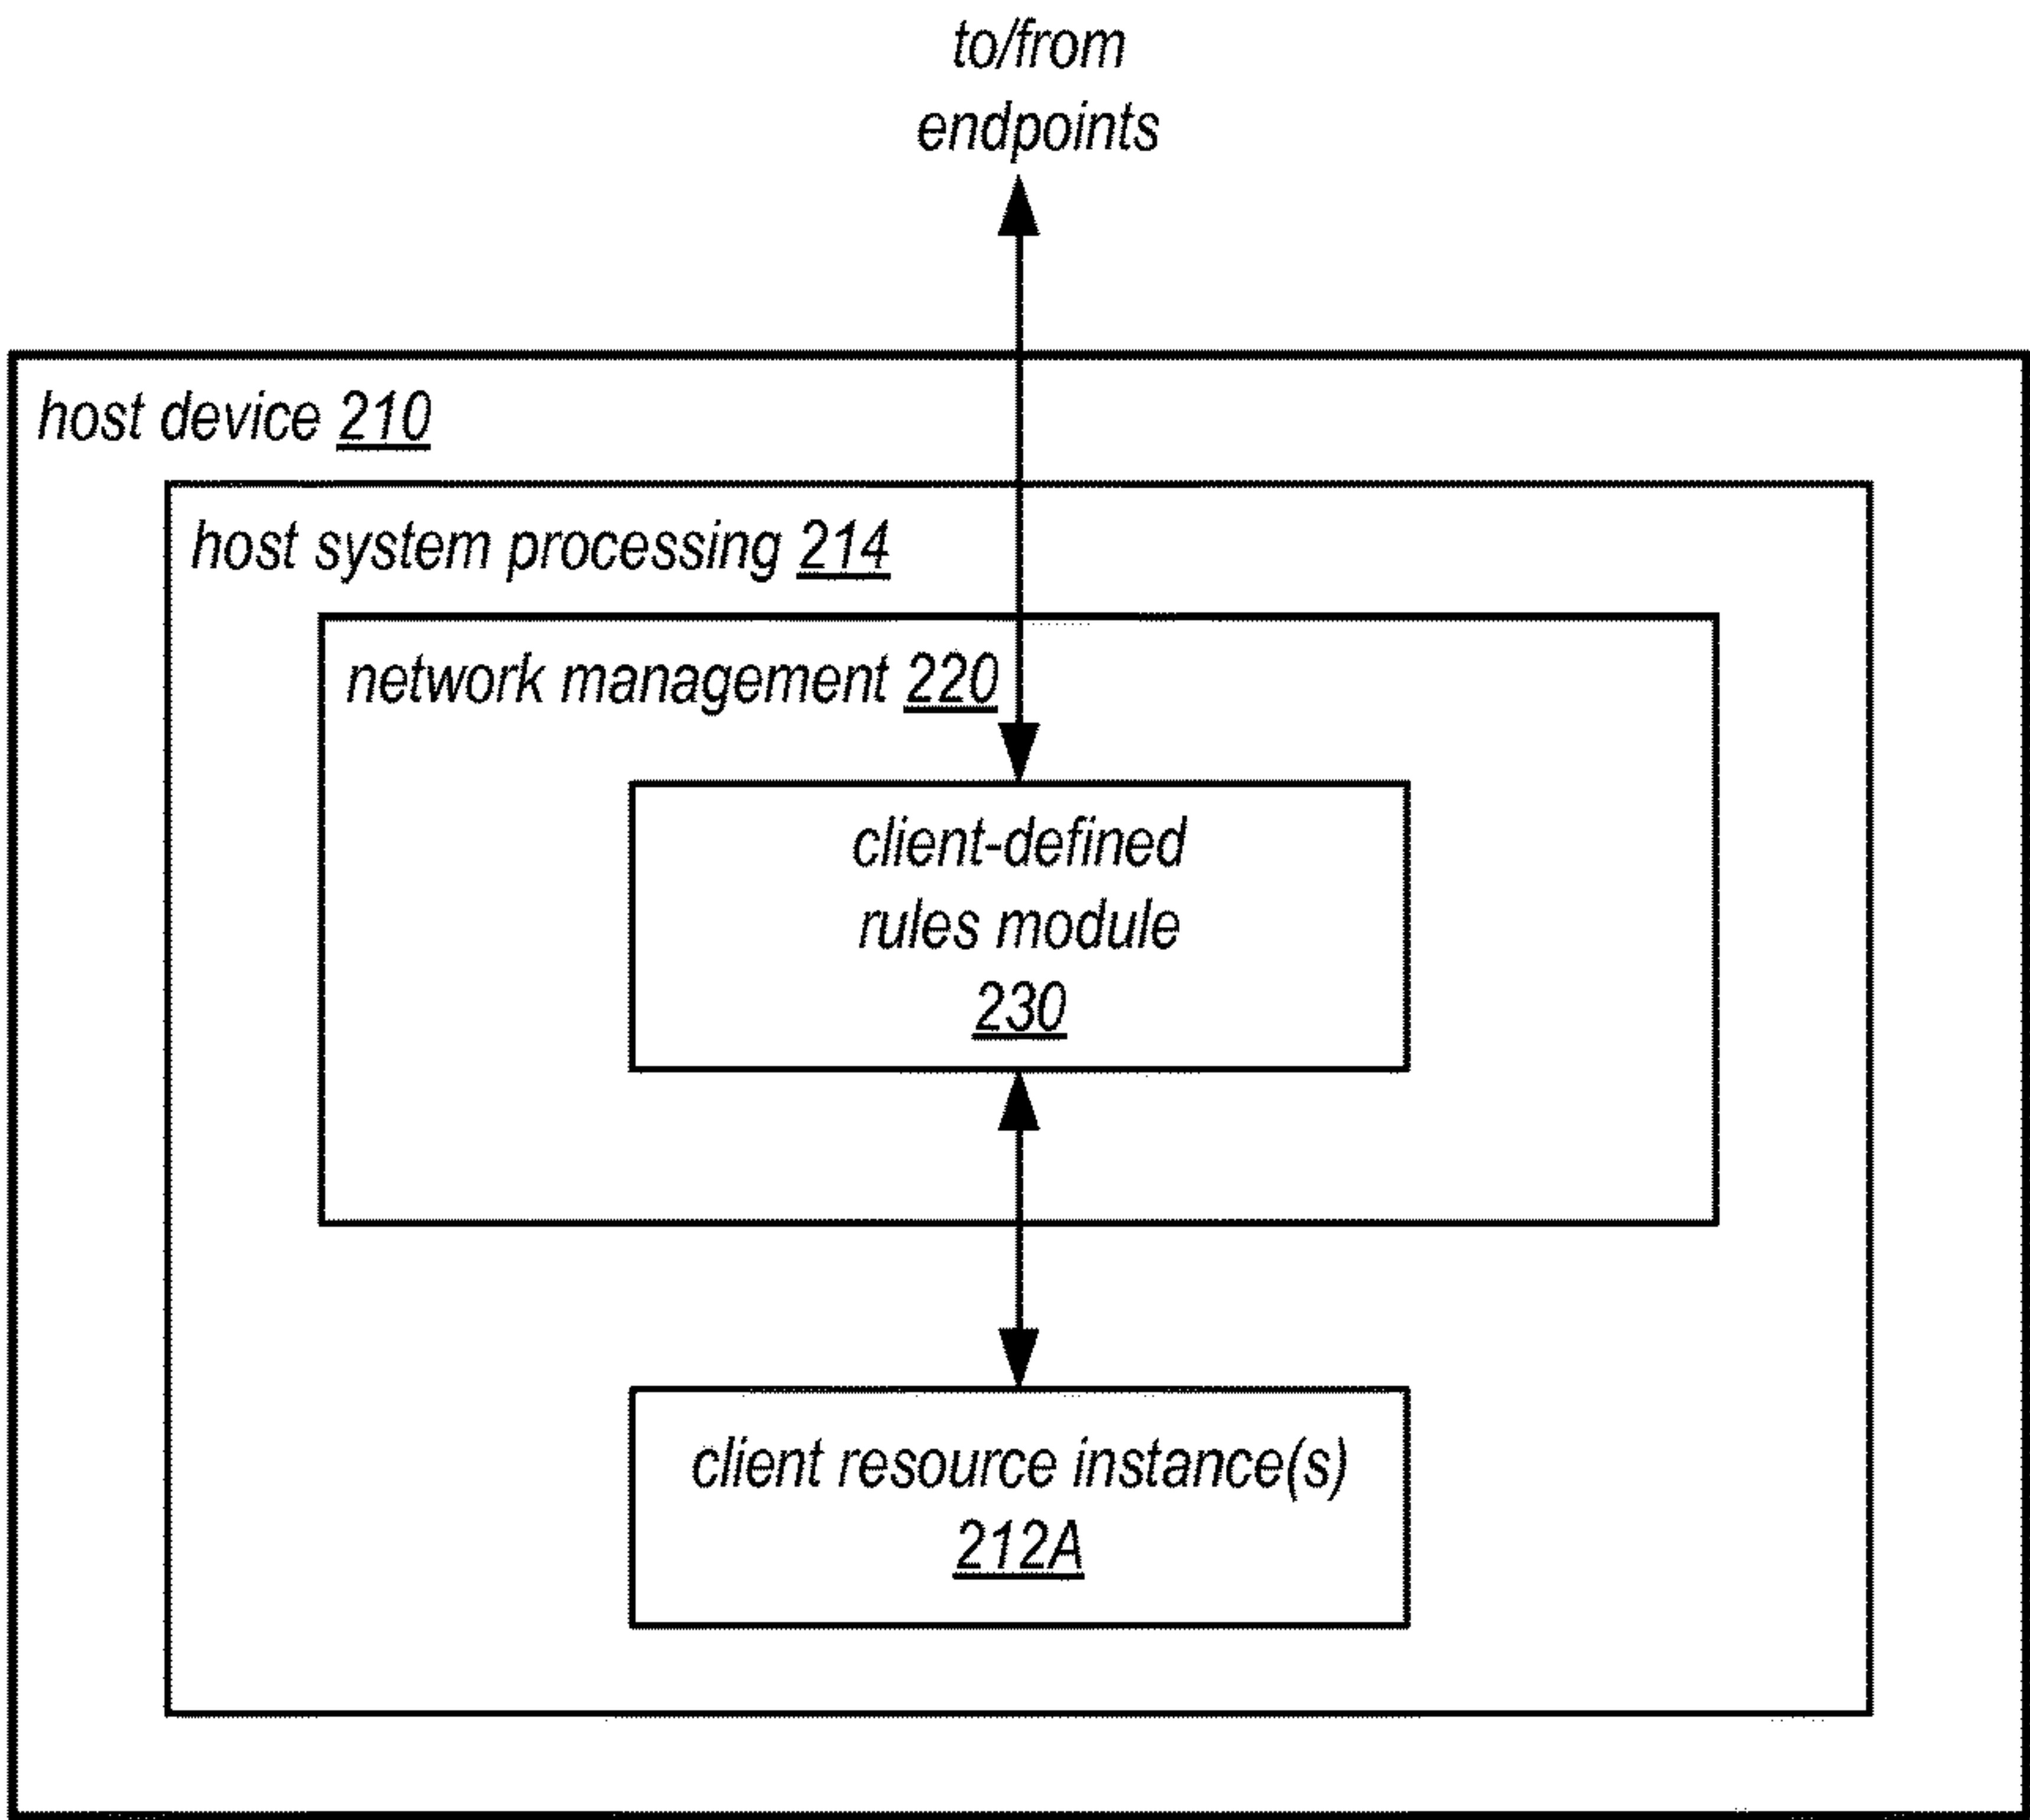 to/from
endpoints
host device 210
host system processing 214
network management 220
client-defined
rules module
230
client resource instance(s)
212A